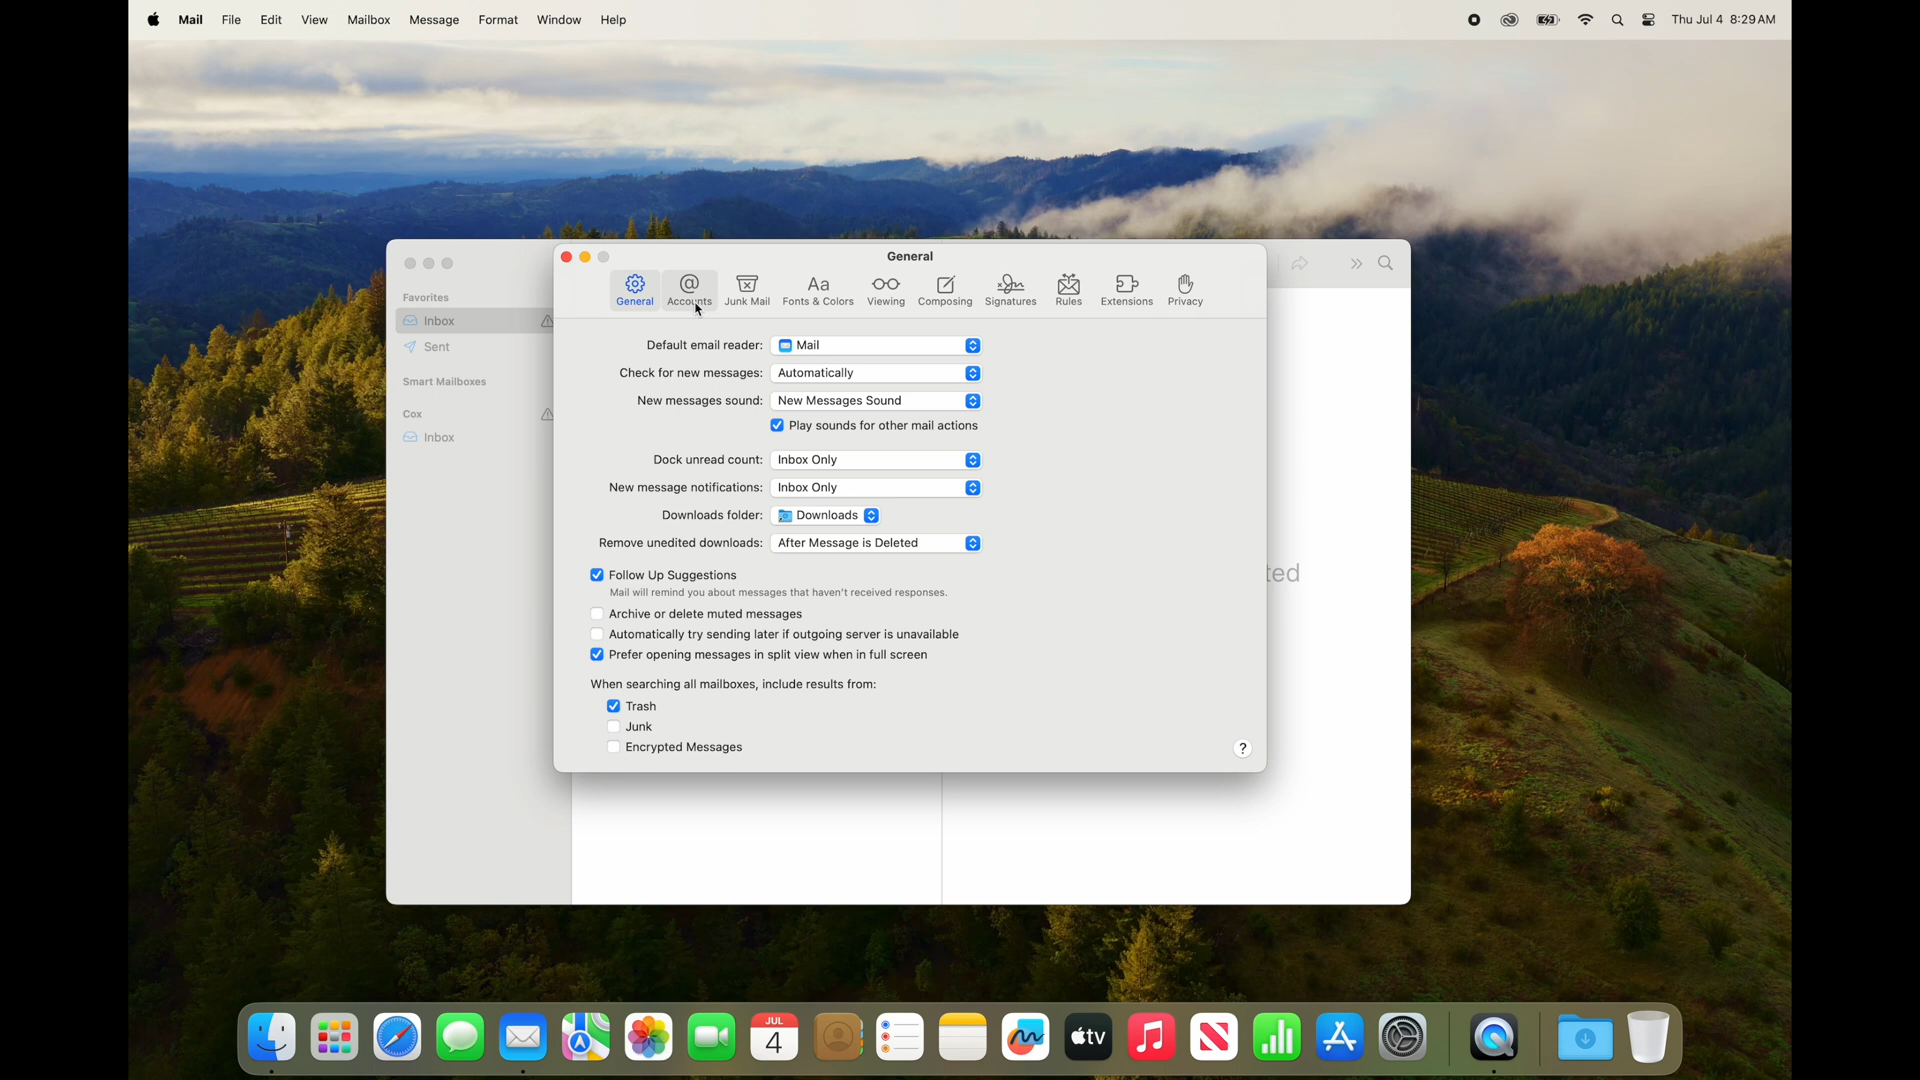 Mail File Edit View Mailbox Message Format Window Help Thu Jul 4 8:29 AM
General
General Accounts Junk Mail Fonts & Colors Viewing Composing Signatures Rules Extensions Privacy
Favorites
Inbox
Sent
Smart Mailboxes
Cox
Inbox
Default email reader: Mail
Check for new messages: Automatically
New messages sound: New Messages Sound
Play sounds for other mail actions
Dock unread count: Inbox Only
New message notifications: Inbox Only
Downloads folder: Downloads
Remove unedited downloads: After Message is Deleted
Follow Up Suggestions
Mail will remind you about messages that haven't received responses.
Archive or delete muted messages
Automatically try sending later if outgoing server is unavailable
Prefer opening messages in split view when in full screen
When searching all mailboxes, include results from:
Trash
Junk
Encrypted Messages
?
ted
JUL
4
tv